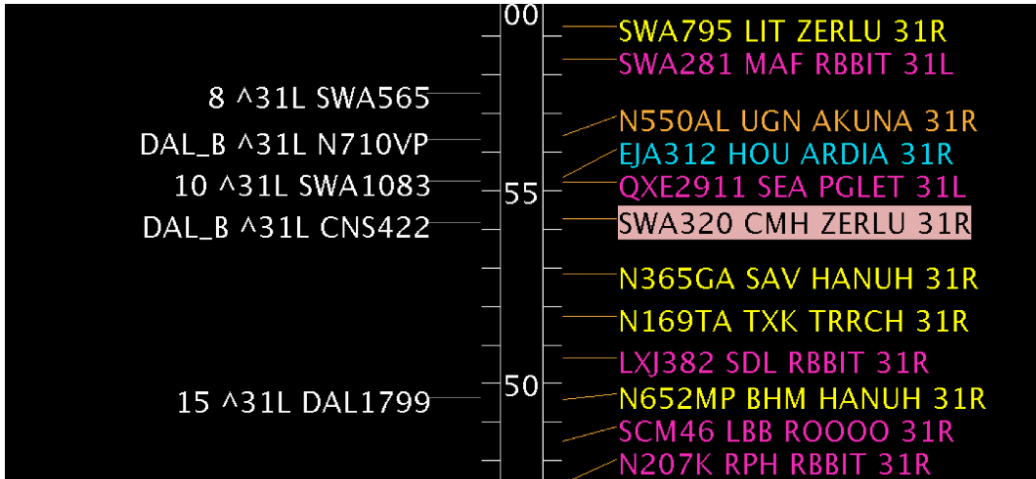 00
SWA795 LIT ZERLU 31R
SWA281 MAF RBBIT 31L
8 ^31L SWA565
N550AL UGN AKUNA 31R
DAL_B ^31L N710VP
EJA312 HOU ARDIA 31R
10 ^31L SWA1083
55
QXE2911 SEA PGLET 31L
DAL_B ^31L CNS422
SWA320 CMH ZERLU 31R
N365GA SAV HANUH 31R
N169TA TXK TRRCH 31R
LXJ382 SDL RBBIT 31R
50
15 ^31L DAL1799
N652MP BHM HANUH 31R
SCM46 LBB ROOOO 31R
N207K RPH RBBIT 31R